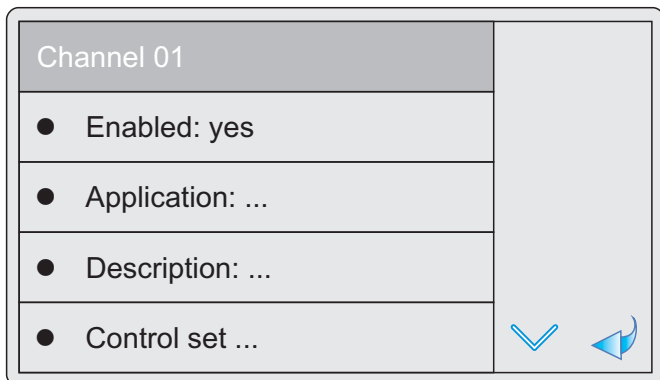 Channel 01
● Enabled: yes
● Application: ...
● Description: ...
● Control set ...